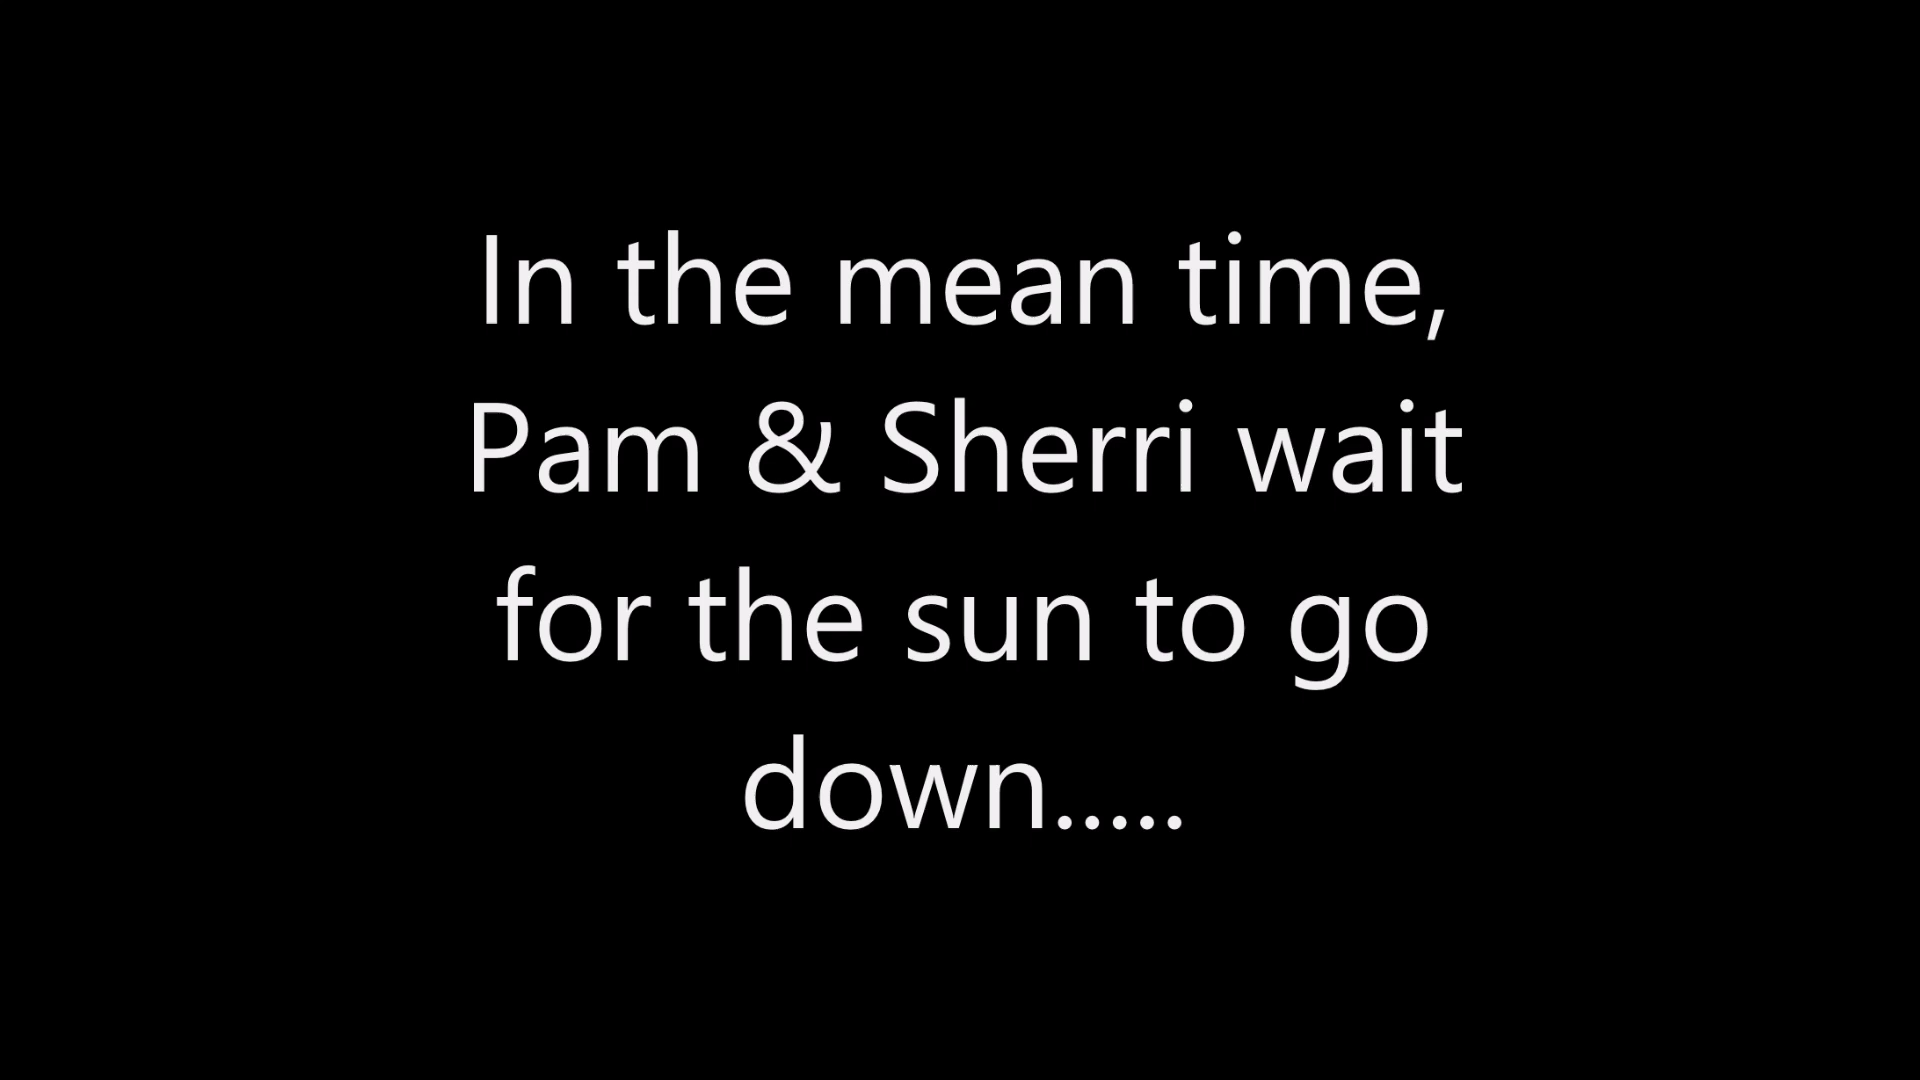 In the mean time,
Pam & Sherri wait
for the sun to go
down.....